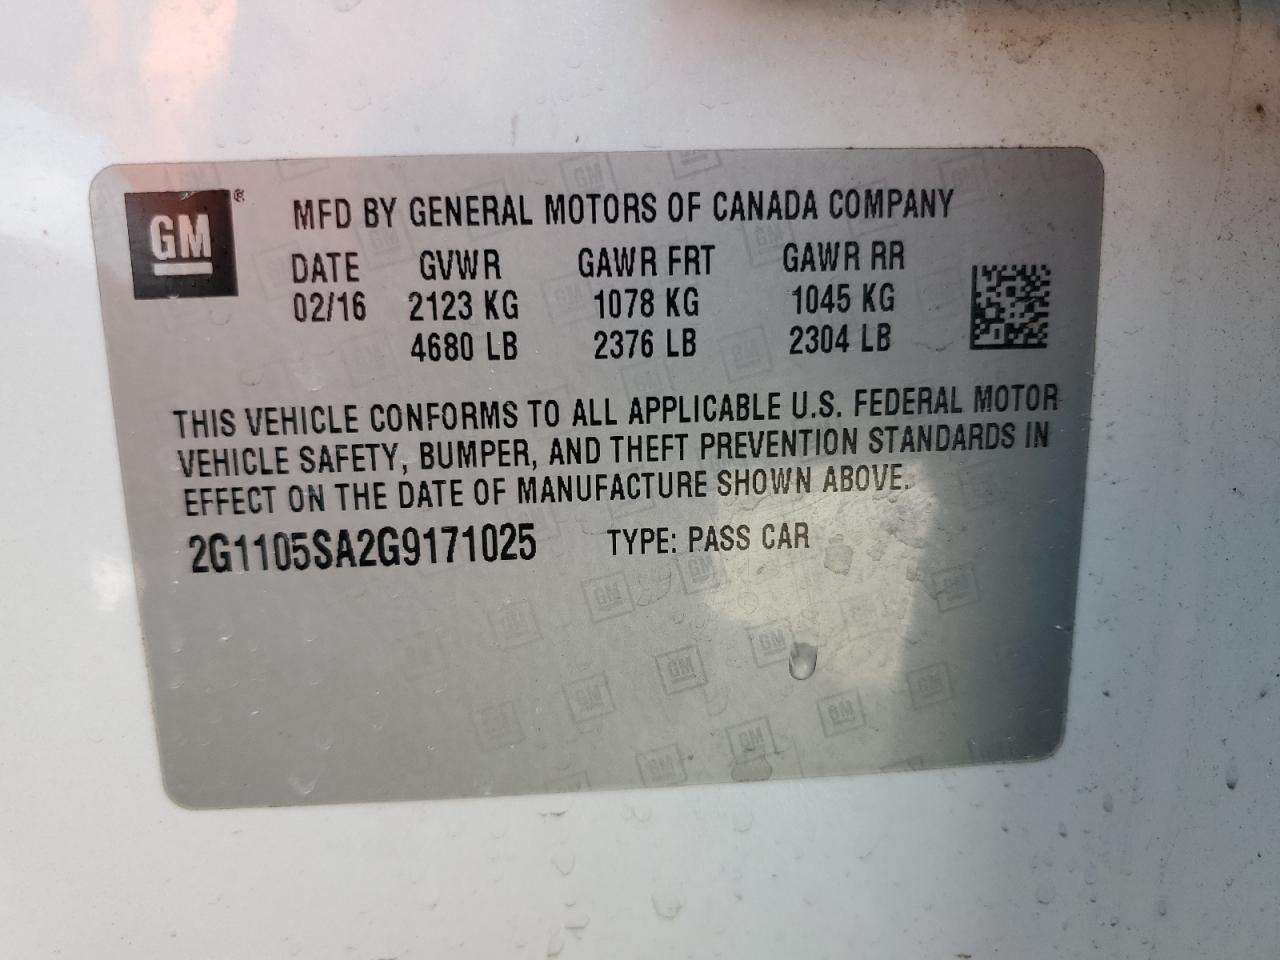 GM ®
MFD BY GENERAL MOTORS OF CANADA COMPANY
DATE GVWR GAWR FRT GAWR RR
02/16 2123 KG 1078 KG 1045 KG
4680 LB 2376 LB 2304 LB
THIS VEHICLE CONFORMS TO ALL APPLICABLE U.S. FEDERAL MOTOR
VEHICLE SAFETY, BUMPER, AND THEFT PREVENTION STANDARDS IN
EFFECT ON THE DATE OF MANUFACTURE SHOWN ABOVE.
2G1105SA2G9171025 TYPE: PASS CAR